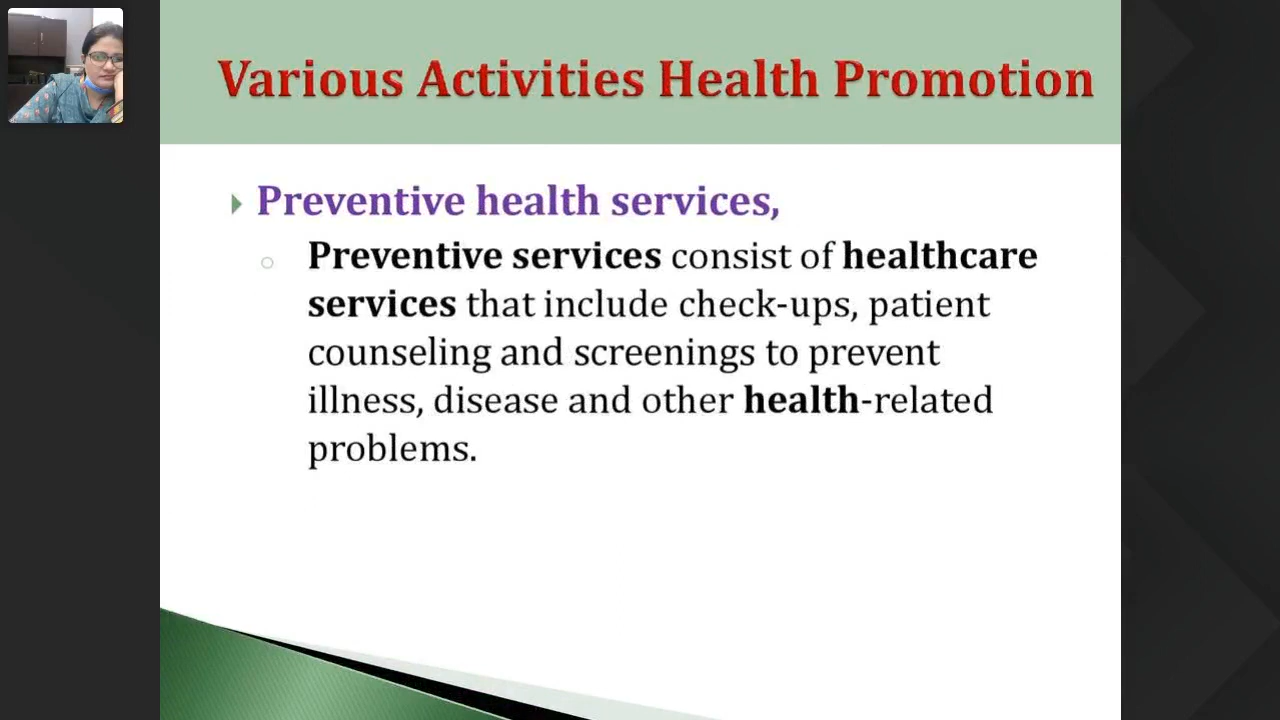 Various Activities Health Promotion
Preventive health services,
Preventive services consist of healthcare
services that include check-ups, patient
counseling and screenings to prevent
illness, disease and other health-related
problems.